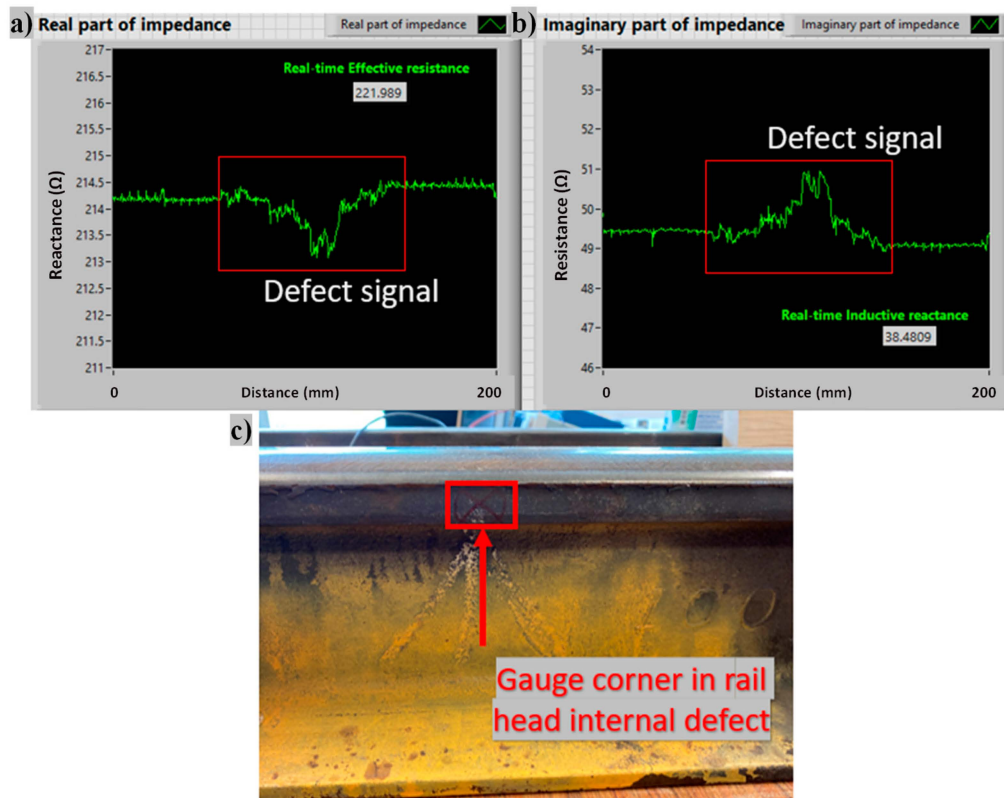 a) Real part of impedance
Real part of impedance
217
216.5
216
215.5
215
214.5
214
213.5
213
212.5
212
211.5
211
Reactance (Ω)
Real-time Effective resistance
221.989
Defect signal
0
Distance (mm)
200
b) Imaginary part of impedance
Imaginary part of impedance
54
53
52
51
50
49
48
47
46
Resistance (Ω)
Defect signal
Real-time Inductive reactance
38.4809
0
Distance (mm)
200
c)
Gauge corner in rail
head internal defect